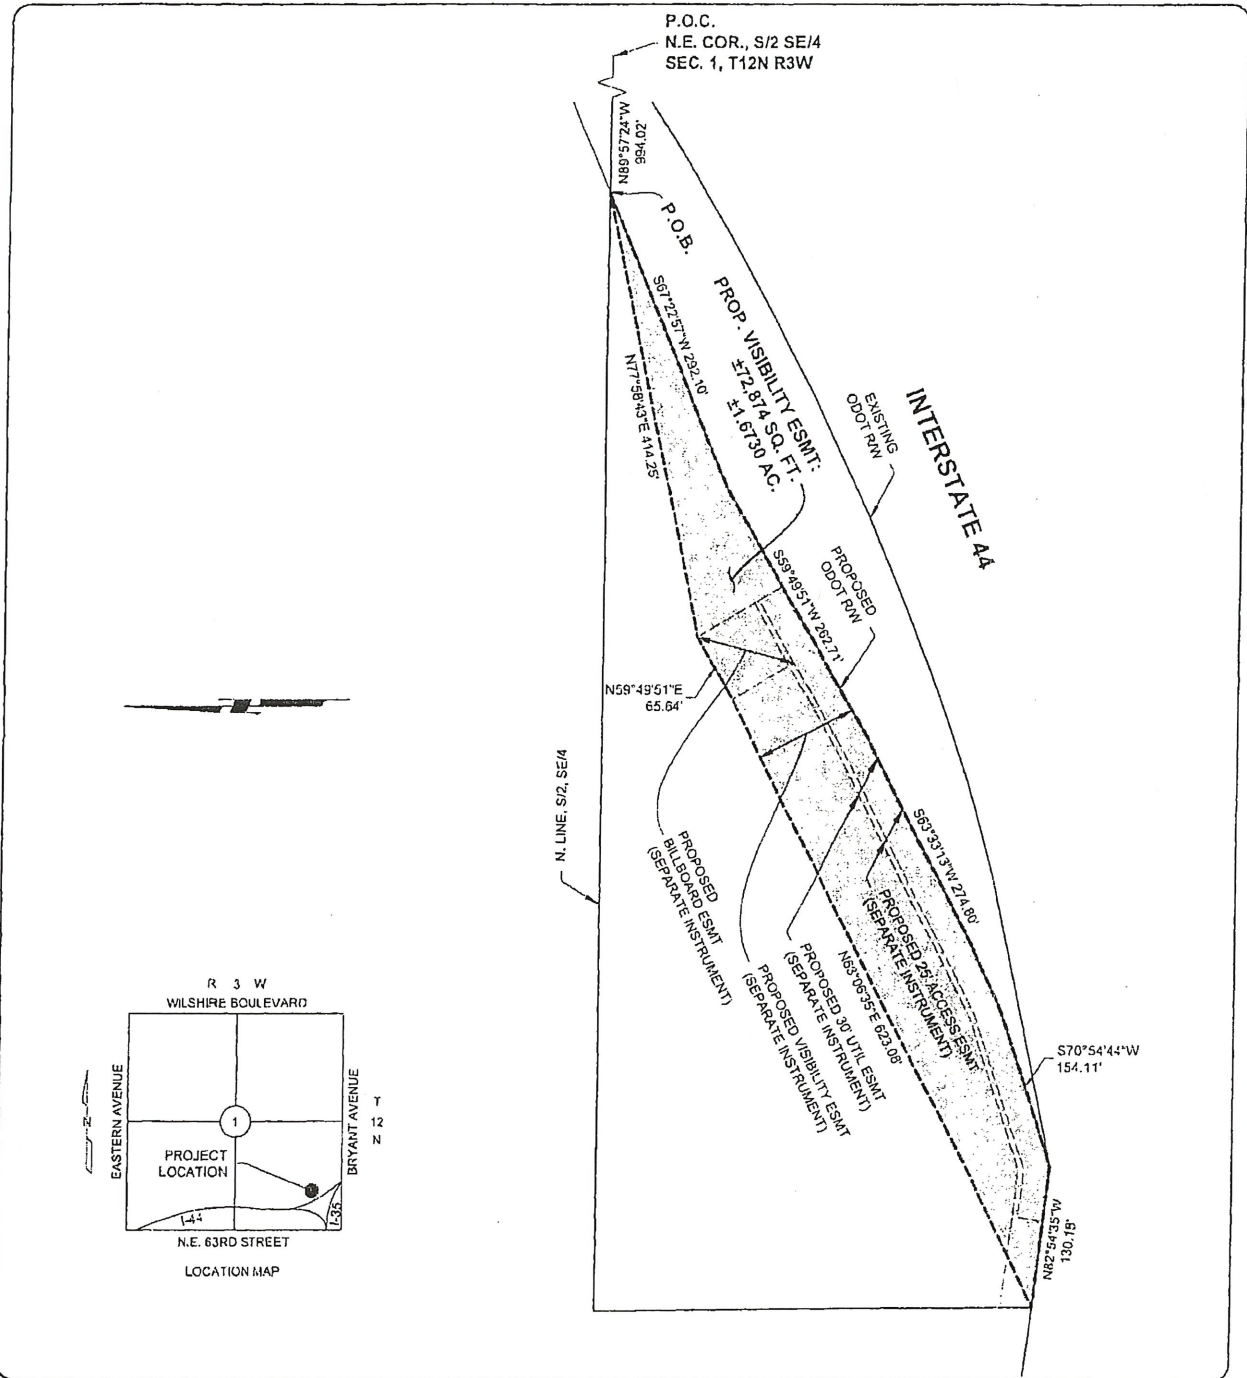 P.O.C.
N.E. COR., S/2 SE/4
SEC. 1, T12N R3W
N89°57'24"W
994.02'
P.O.B.
S67°22'57"W 292.10'
N77°58'43"E 414.25'
PROP. VISIBILITY ESMT:
±72,874 SQ. FT.
±1.6730 AC.
INTERSTATE 44
EXISTING
ODOT R/W
PROPOSED
ODOT R/W
S59°49'51"W 262.71'
N59°49'51"E
65.64'
N. LINE, S/2, SE/4
PROPOSED
BILLBOARD ESMT
(SEPARATE INSTRUMENT)
PROPOSED VISIBILITY ESMT
(SEPARATE INSTRUMENT)
PROPOSED 30' UTIL ESMT
(SEPARATE INSTRUMENT)
PROPOSED 25' ACCESS ESMT
(SEPARATE INSTRUMENT)
S63°33'13"W 274.80'
N63°06'35"E 623.08'
S70°54'44"W
154.11'
N82°54'35"W
130.18'
R 3 W
WILSHIRE BOULEVARD
EASTERN AVENUE
BRYANT AVENUE
T
12
N
N
1
PROJECT
LOCATION
I-44
I-35
N.E. 63RD STREET
LOCATION MAP